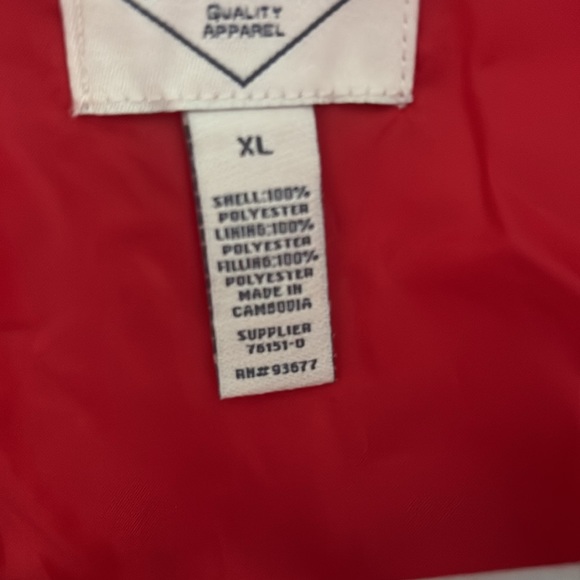 QUALITY
APPAREL
XL
SHELL:100%
POLYESTER
LINING:100%
POLYESTER
FILLING:100%
POLYESTER
MADE IN
CAMBODIA
SUPPLIER
76151-0
RN#93677